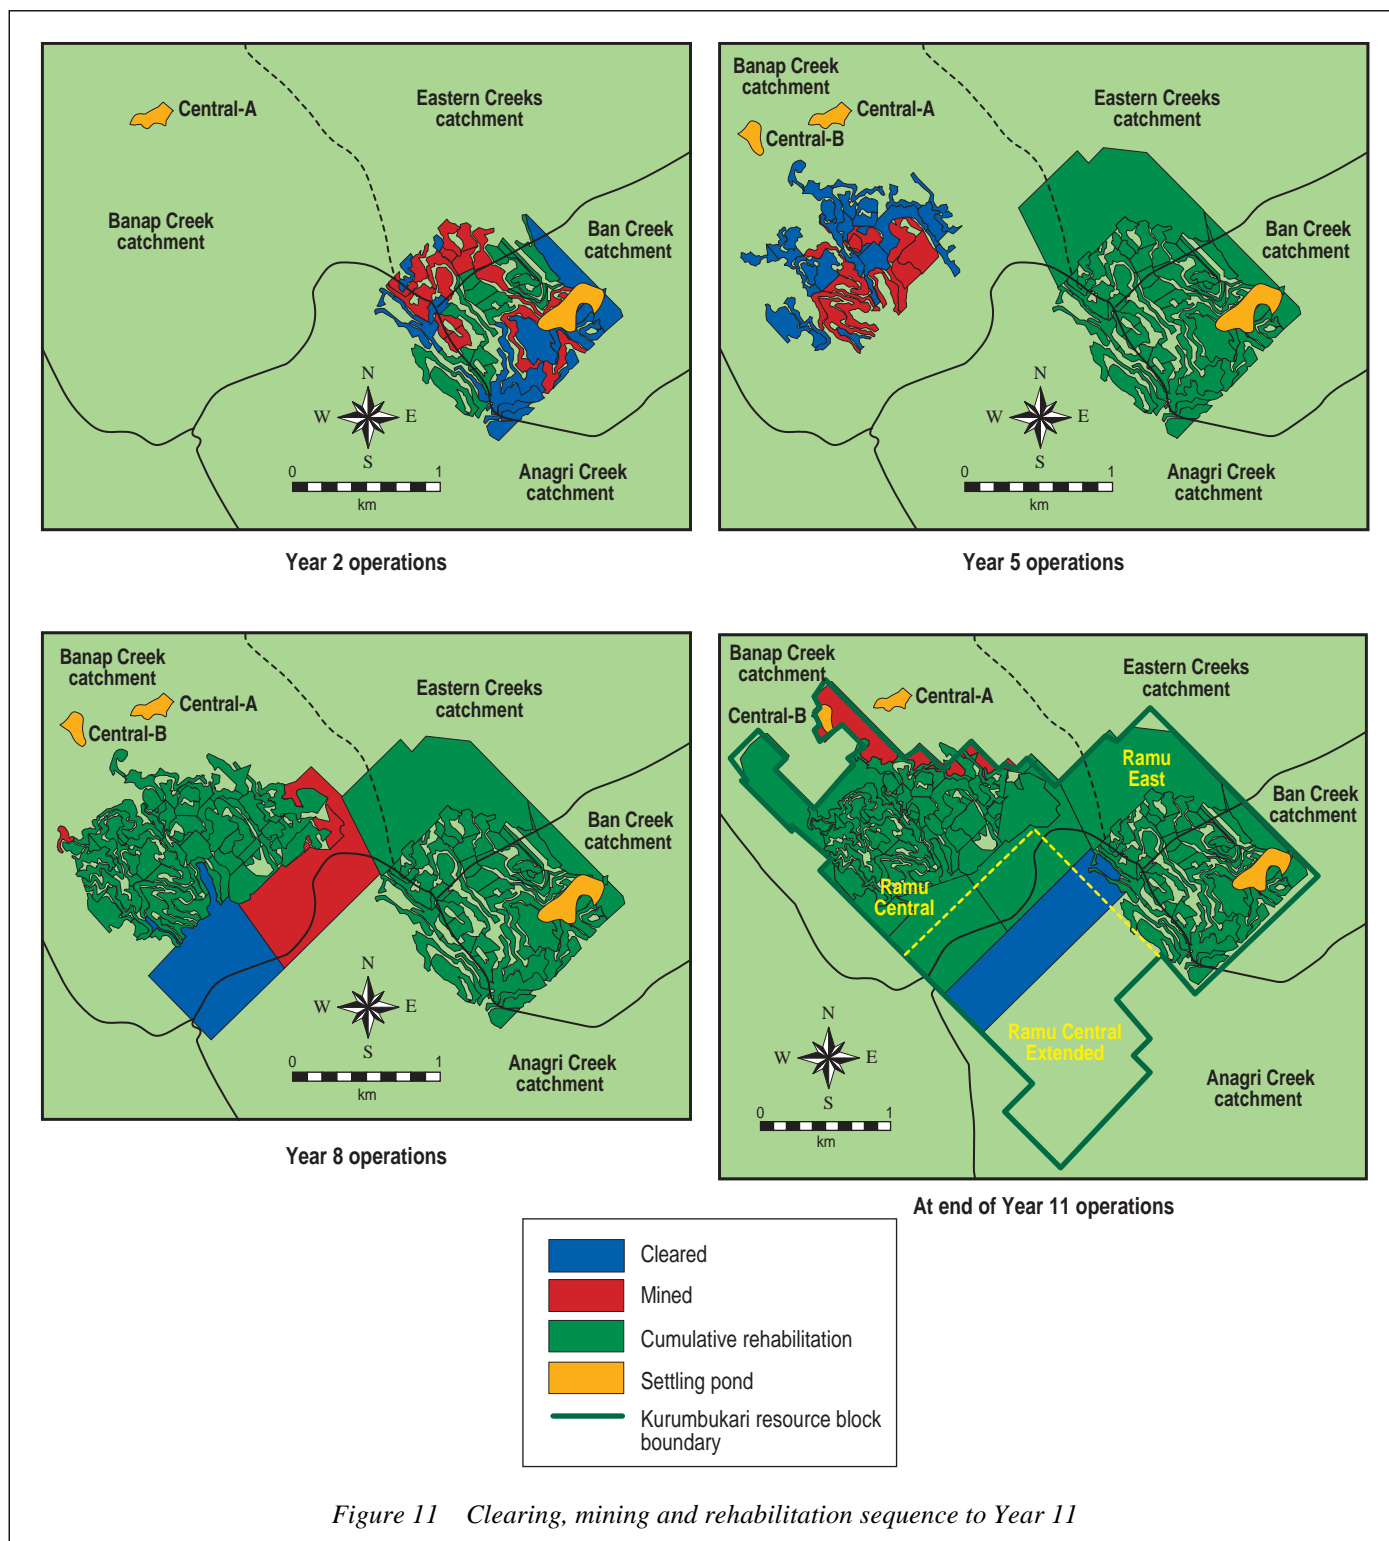 Central-A
Eastern Creeks
catchment
Banap Creek
catchment
Ban Creek
catchment
N
W E
S
0 1
km
Anagri Creek
catchment
Year 2 operations
Banap Creek
catchment
Central-A
Central-B
Eastern Creeks
catchment
Ban Creek
catchment
N
W E
S
0 1
km
Anagri Creek
catchment
Year 5 operations
Banap Creek
catchment
Central-A
Central-B
Eastern Creeks
catchment
Ban Creek
catchment
N
W E
S
0 1
km
Anagri Creek
catchment
Year 8 operations
Banap Creek
catchment
Central-A
Central-B
Eastern Creeks
catchment
Ramu
East
Ban Creek
catchment
Ramu
Central
Ramu Central
Extended
N
W E
S
0 1
km
Anagri Creek
catchment
At end of Year 11 operations
Cleared
Mined
Cumulative rehabilitation
Settling pond
Kurumbukari resource block
boundary
Figure 11 Clearing, mining and rehabilitation sequence to Year 11